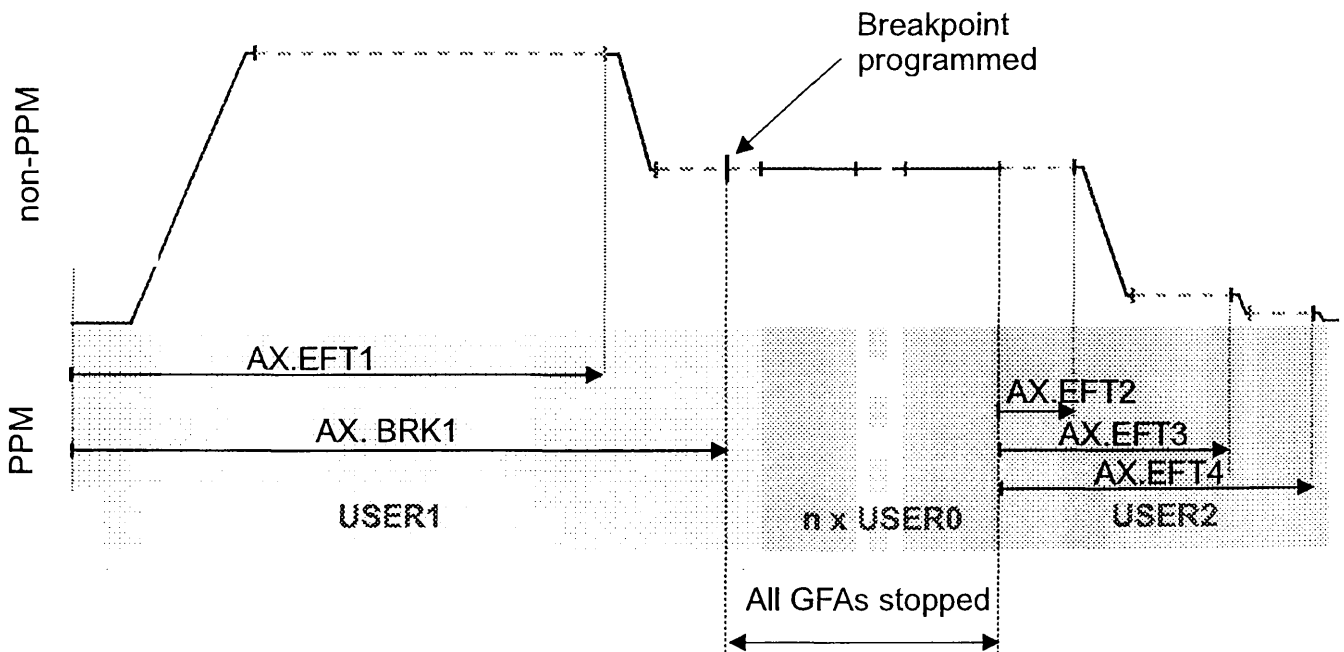 Breakpoint
programmed
non-PPM
AX.EFT1
AX.EFT2
AX. BRK1
AX.EFT3
PPM
AX.EFT4
USER1
n x USER0
USER2
All GFAs stopped